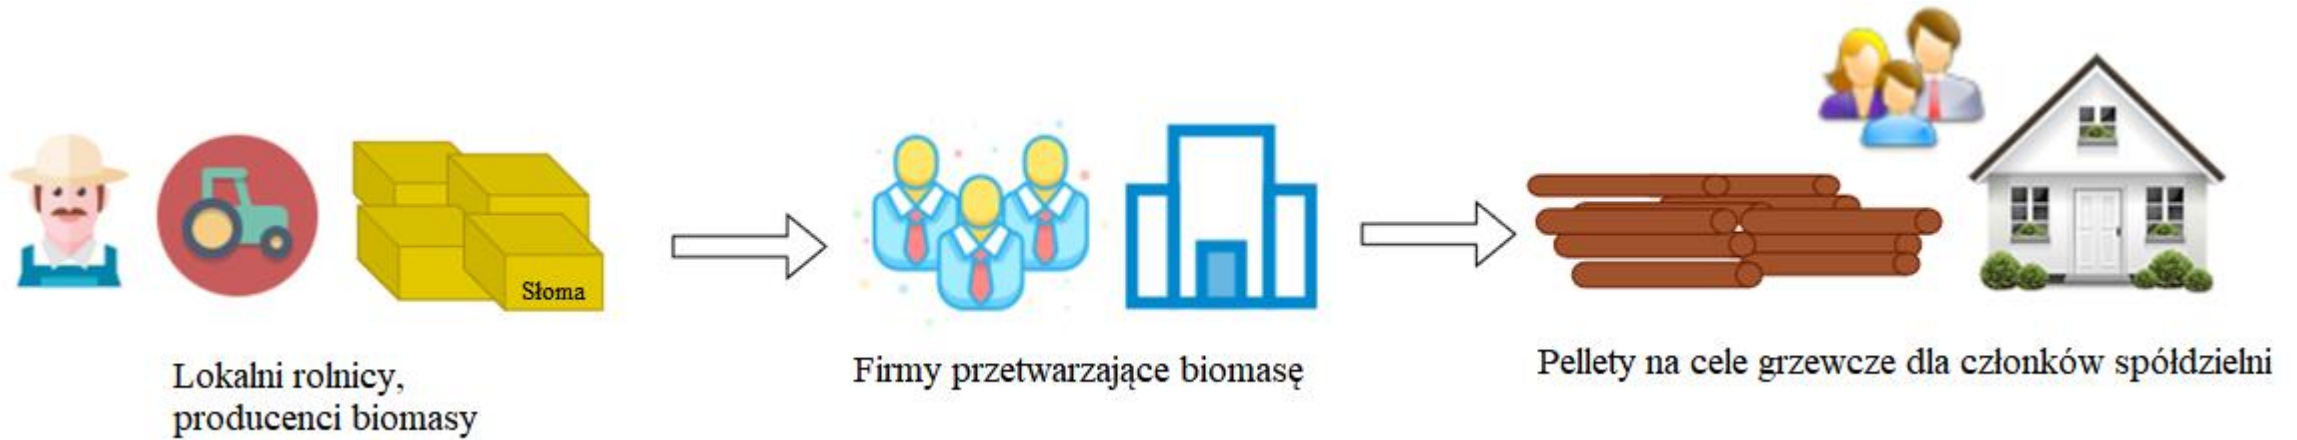 Słoma
Lokalni rolnicy,
producenci biomasy
Firmy przetwarzające biomasę
Pellety na cele grzewcze dla członków spółdzielni